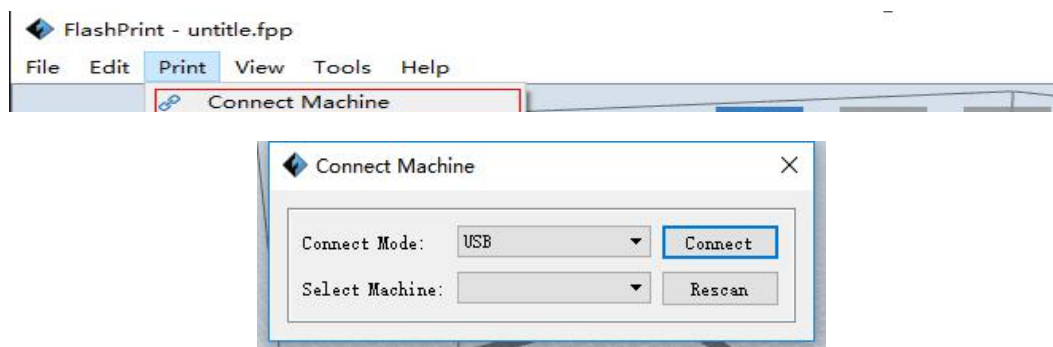 FlashPrint - untitle.fpp
File Edit Print View Tools Help
Connect Machine
Connect Machine
Connect Mode: USB Connect
Select Machine: Rescan